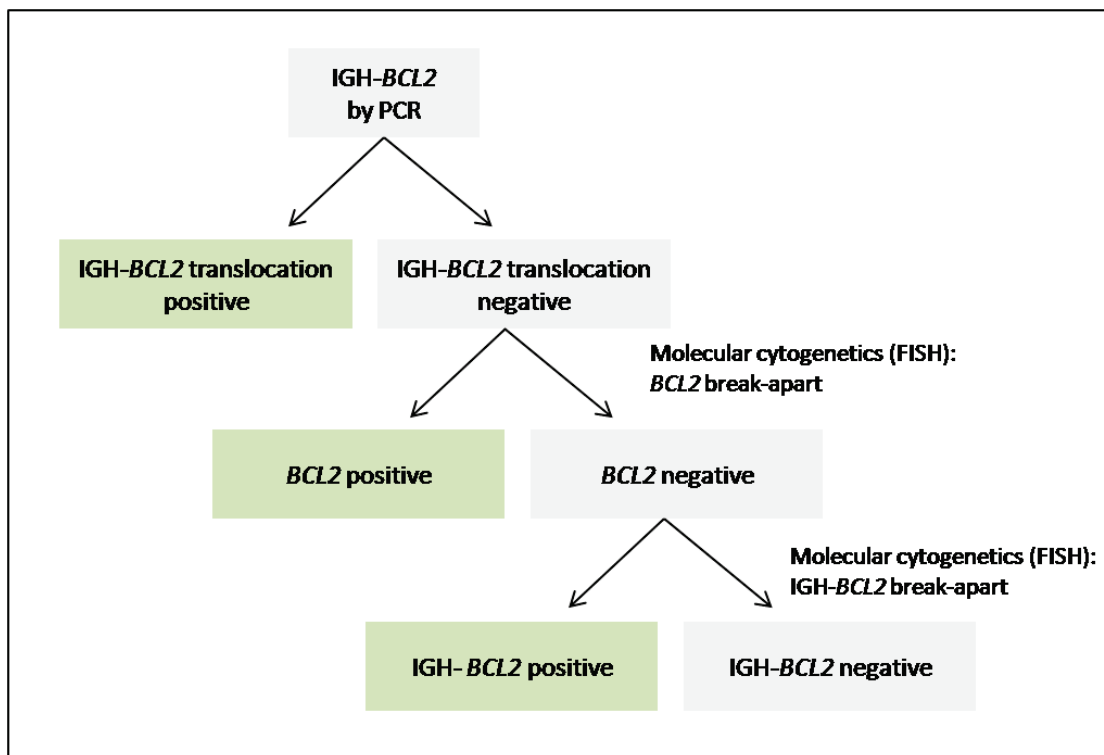 IGH-BCL2
by PCR
IGH-BCL2 translocation
positive
IGH-BCL2 translocation
negative
Molecular cytogenetics (FISH):
BCL2 break-apart
BCL2 positive
BCL2 negative
Molecular cytogenetics (FISH):
IGH-BCL2 break-apart
IGH- BCL2 positive
IGH-BCL2 negative